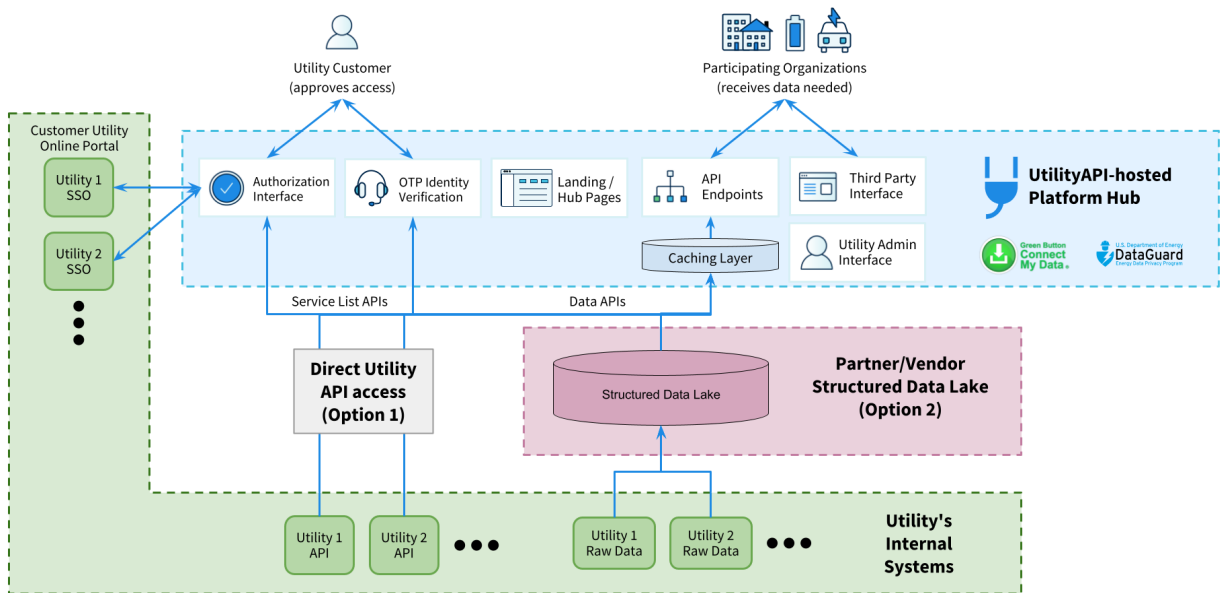 Utility Customer
(approves access)
Participating Organizations
(receives data needed)
Customer Utility
Online Portal
Utility 1
SSO
Utility 2
SSO
Authorization
Interface
OTP Identity
Verification
Landing /
Hub Pages
API
Endpoints
Third Party
Interface
UtilityAPI-hosted
Platform Hub
Caching Layer
Utility Admin
Interface
Green Button
Connect
My Data®
U.S. Department of Energy
DataGuard
Energy Data Privacy Program
Service List APIs
Data APIs
Direct Utility
API access
(Option 1)
Structured Data Lake
Partner/Vendor
Structured Data Lake
(Option 2)
Utility 1
API
Utility 2
API
Utility 1
Raw Data
Utility 2
Raw Data
Utility's
Internal
Systems